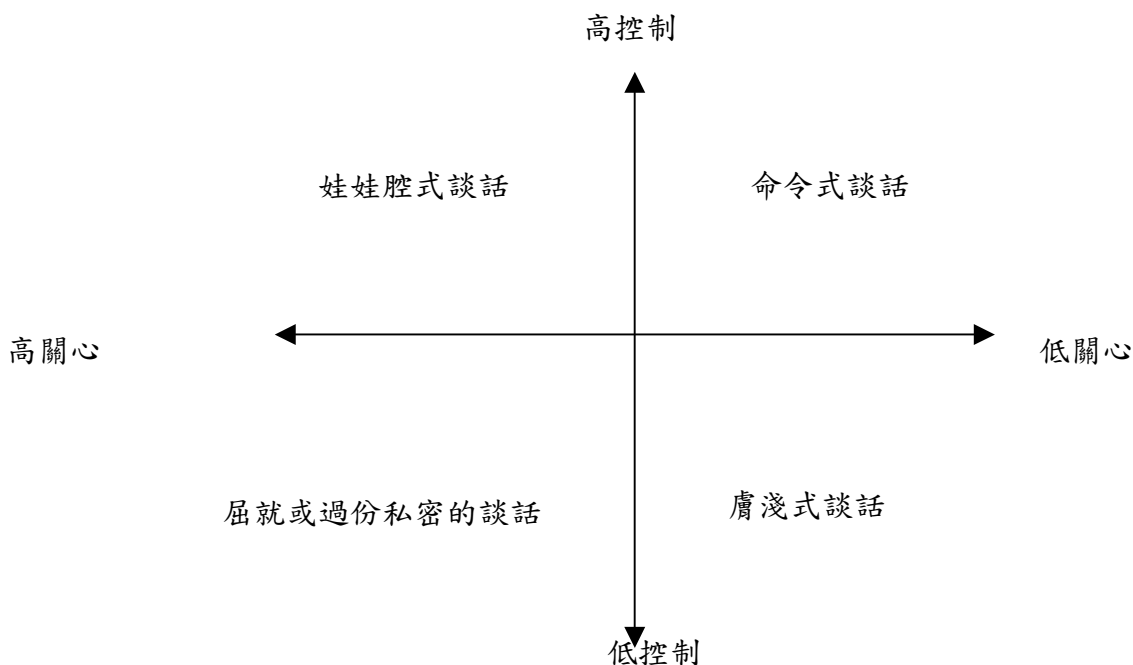 高控制
娃娃腔式談話
命令式談話
高關心
低關心
屈就或過份私密的談話
膚淺式談話
低控制